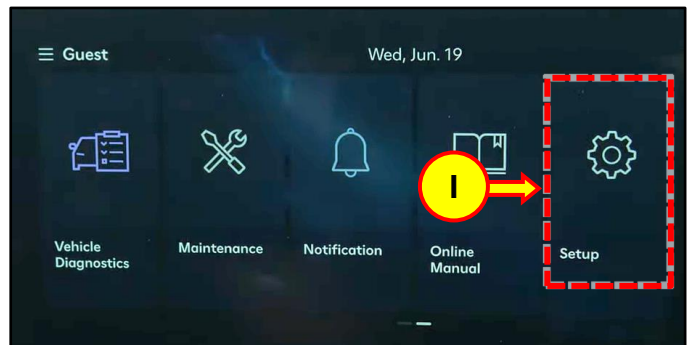 Guest
Wed, Jun. 19
I
Vehicle
Diagnostics
Maintenance
Notification
Online
Manual
Setup